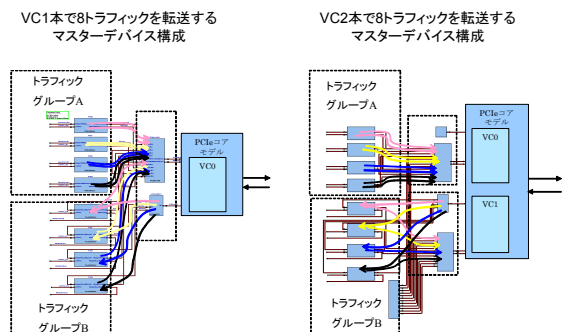 VC1本で8トラフィックを転送する
マスターデバイス構成
トラフィック
グループA
PCIeコア
モデル
VC0
トラフィック
グループB
VC2本で8トラフィックを転送する
マスターデバイス構成
トラフィック
グループA
PCIeコア
モデル
VC0
VC1
トラフィック
グループB